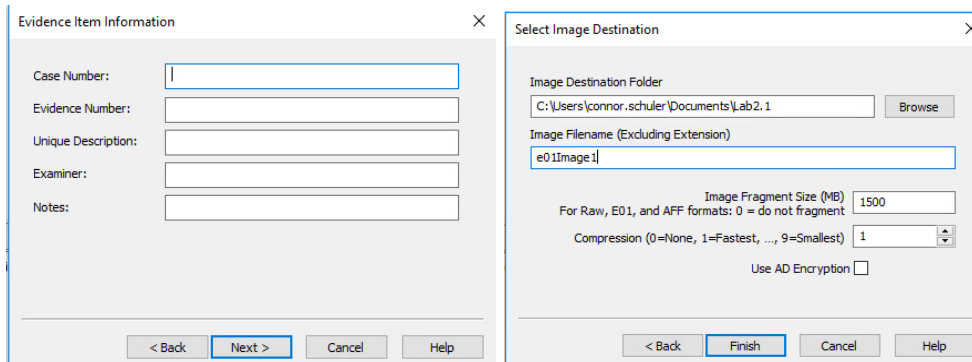 Evidence Item Information
Case Number:
Evidence Number:
Unique Description:
Examiner:
Notes:
< Back Next > Cancel Help
Select Image Destination
Image Destination Folder
C:\Users\connor.schuler\Documents\Lab2.1 Browse
Image Filename (Excluding Extension)
e01Image1
Image Fragment Size (MB) 1500
For Raw, E01, and AFF formats: 0 = do not fragment
Compression (0=None, 1=Fastest, ..., 9=Smallest) 1
Use AD Encryption
< Back Finish Cancel Help